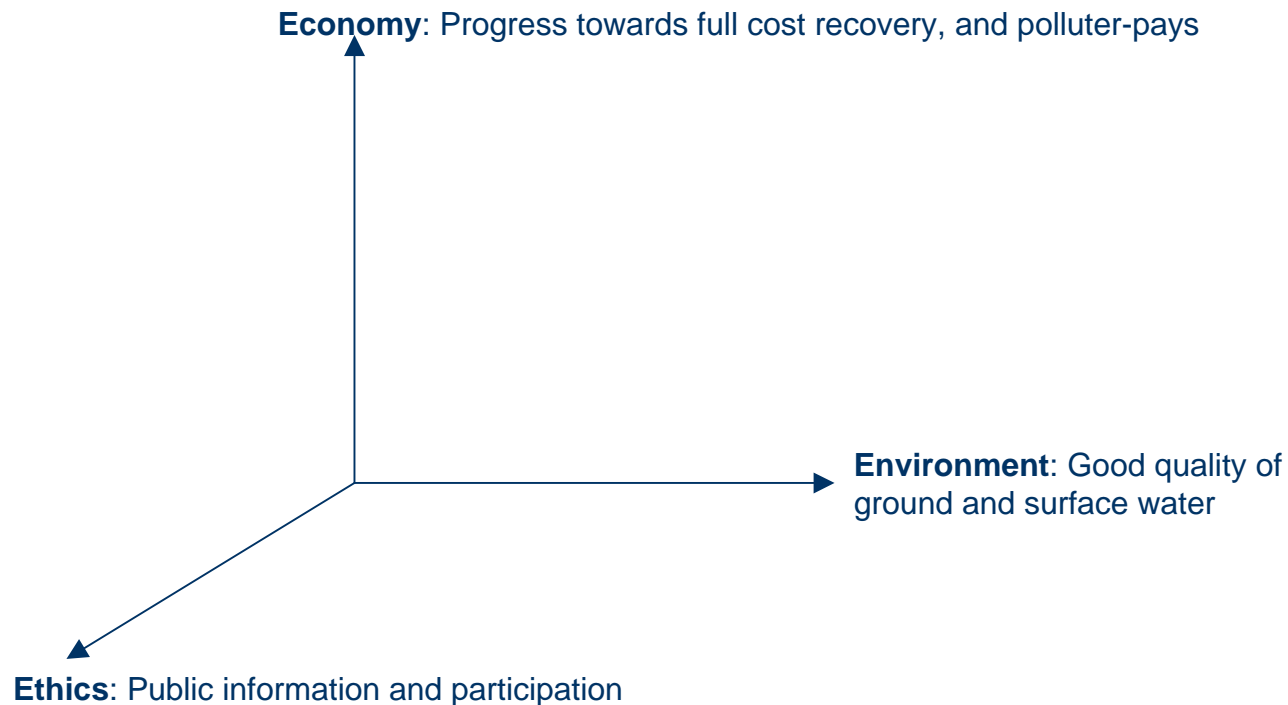 Economy: Progress towards full cost recovery, and polluter-pays
Environment: Good quality of
ground and surface water
Ethics: Public information and participation